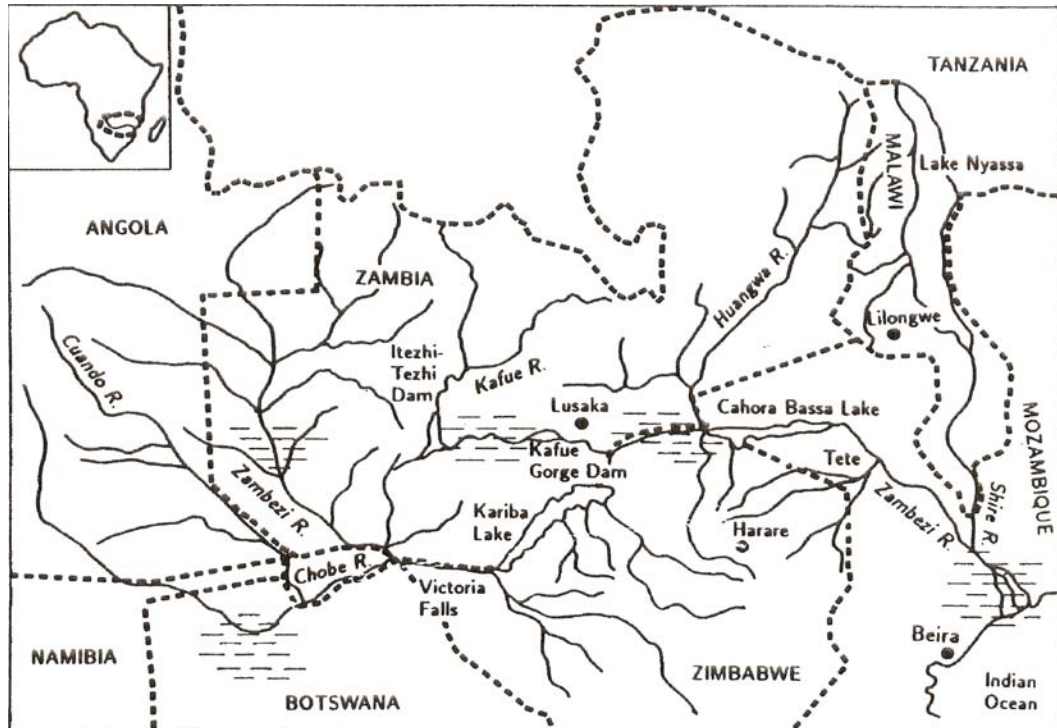 TANZANIA
MALAWI
Lake Nyassa
ANGOLA
ZAMBIA
Huangwa R.
Itezhi-
Tezhi
Dam
Kafue R.
Lilongwe
Cuando R.
Lusaka
Cahora Bassa Lake
Kafue
Gorge Dam
MOZAMBIQUE
Tete
Zambezi R.
Zambezi R.
Shire R.
Kariba
Lake
Harare
Chobe R.
Victoria
Falls
Beira
NAMIBIA
ZIMBABWE
Indian
Ocean
BOTSWANA